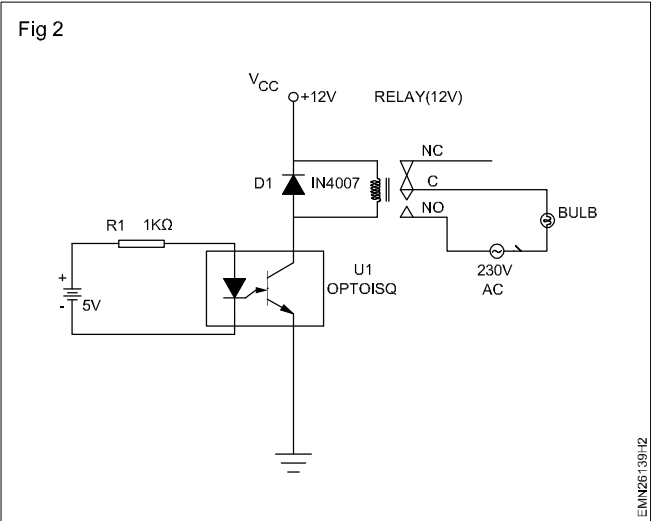 Fig 2
VCC
+12V
RELAY(12V)
NC
D1
IN4007
C
NO
BULB
R1 1KΩ
230V
AC
U1
OPTOISQ
+
5V
-
EMN26139H2